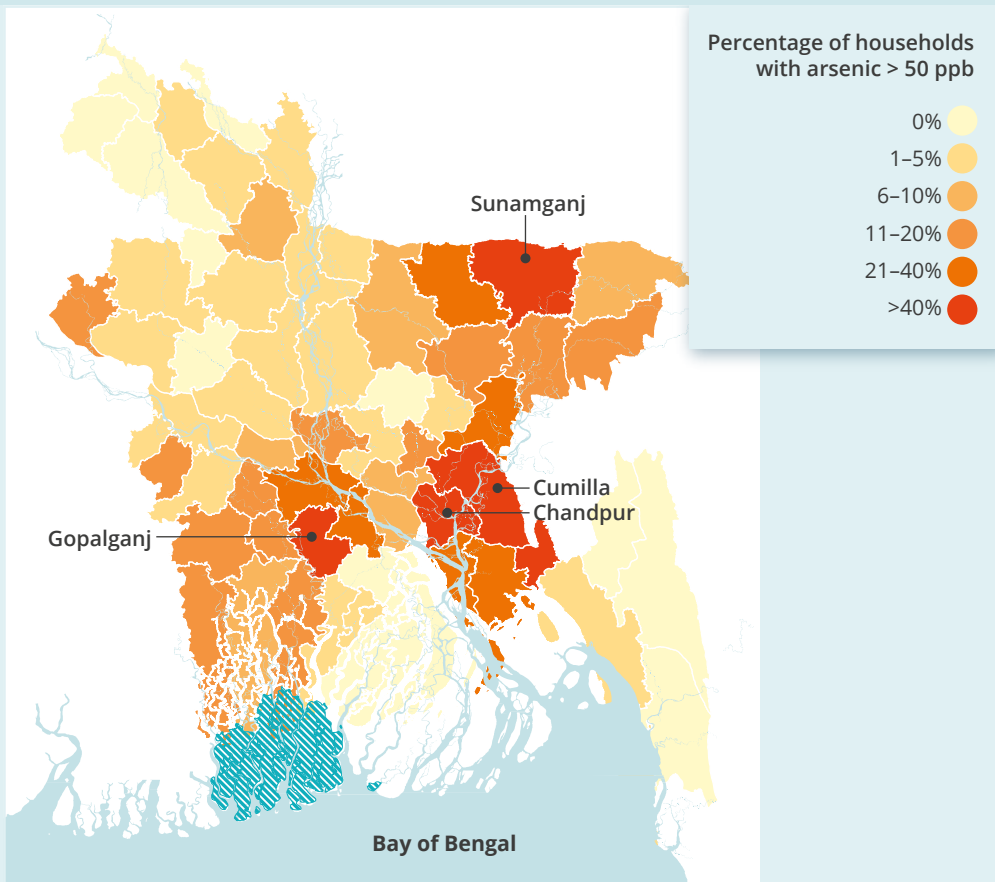 Percentage of households
with arsenic > 50 ppb
0%
1–5%
6–10%
11–20%
21–40%
>40%
Sunamganj
Cumilla
Chandpur
Gopalganj
Bay of Bengal